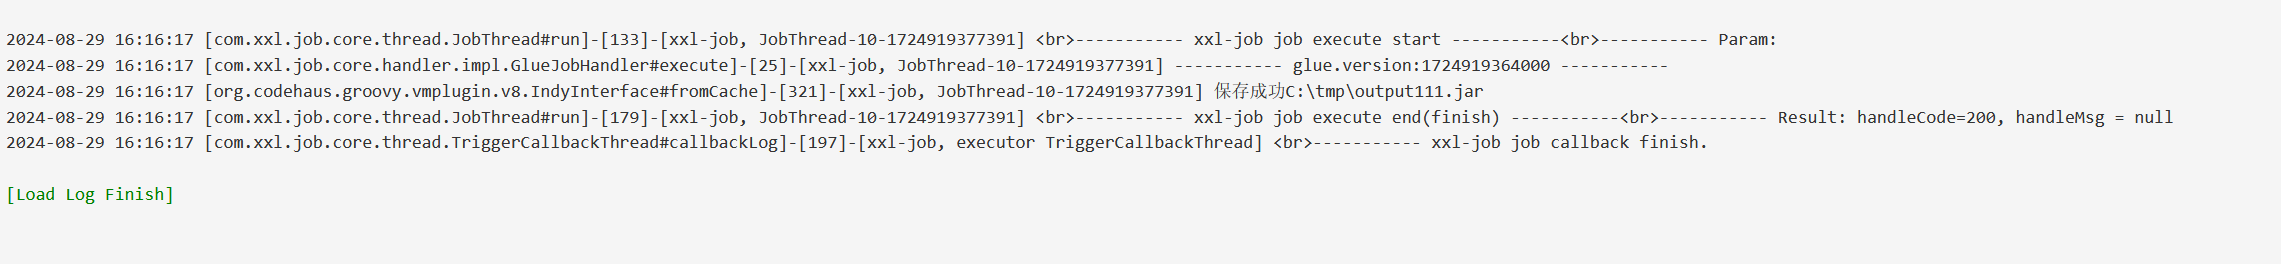 2024-08-29 16:16:17 [com.xxl.job.core.thread.JobThread#run]-[133]-[xxl-job, JobThread-10-1724919377391] <br>----------- xxl-job job execute start -----------<br>----------- Param:
2024-08-29 16:16:17 [com.xxl.job.core.handler.impl.GlueJobHandler#execute]-[25]-[xxl-job, JobThread-10-1724919377391] ----------- glue.version:1724919364000 -----------
2024-08-29 16:16:17 [org.codehaus.groovy.vmplugin.v8.IndyInterface#fromCache]-[321]-[xxl-job, JobThread-10-1724919377391] 保存成功C:\tmp\output111.jar
2024-08-29 16:16:17 [com.xxl.job.core.thread.JobThread#run]-[179]-[xxl-job, JobThread-10-1724919377391] <br>----------- xxl-job job execute end(finish) -----------<br>----------- Result: handleCode=200, handleMsg = null
2024-08-29 16:16:17 [com.xxl.job.core.thread.TriggerCallbackThread#callbackLog]-[197]-[xxl-job, executor TriggerCallbackThread] <br>----------- xxl-job job callback finish.
[Load Log Finish]